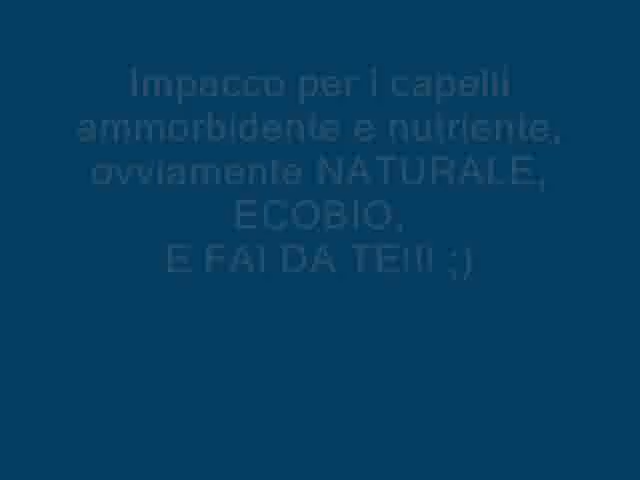 Impacco per i capelli
ammorbidente e nutriente,
ovviamente NATURALE,
ECOBIO,
E FAI DA TE!!! ;)